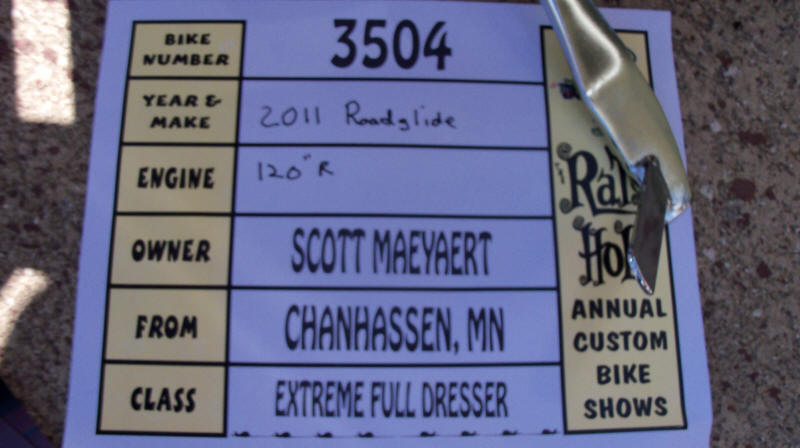 BIKE NUMBER 3504
YEAR & MAKE 2011 Roadglide
ENGINE 120" R
OWNER SCOTT MAEYAERT
FROM CHANHASSEN, MN
CLASS EXTREME FULL DRESSER
ANNUAL
CUSTOM
BIKE
SHOWS